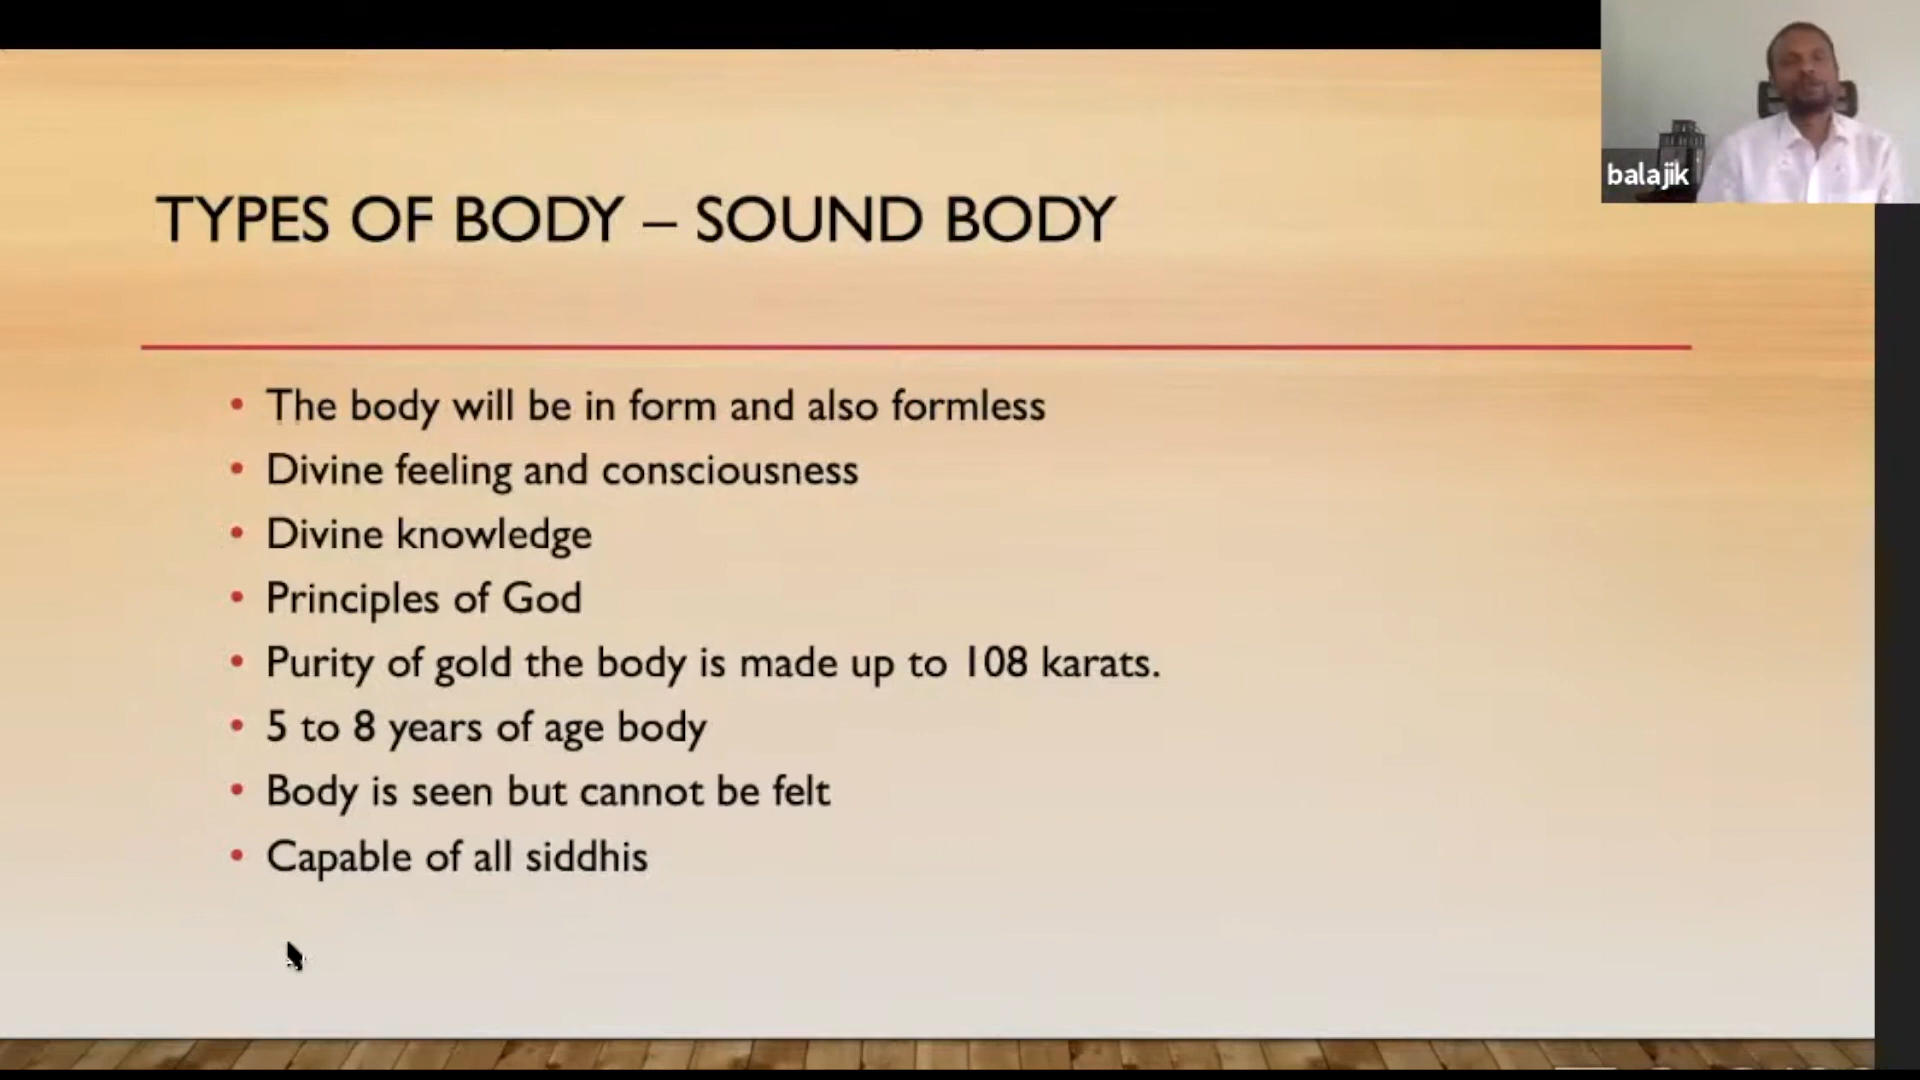 balajik
TYPES OF BODY – SOUND BODY
• The body will be in form and also formless
• Divine feeling and consciousness
• Divine knowledge
• Principles of God
• Purity of gold the body is made up to 108 karats.
• 5 to 8 years of age body
• Body is seen but cannot be felt
• Capable of all siddhis